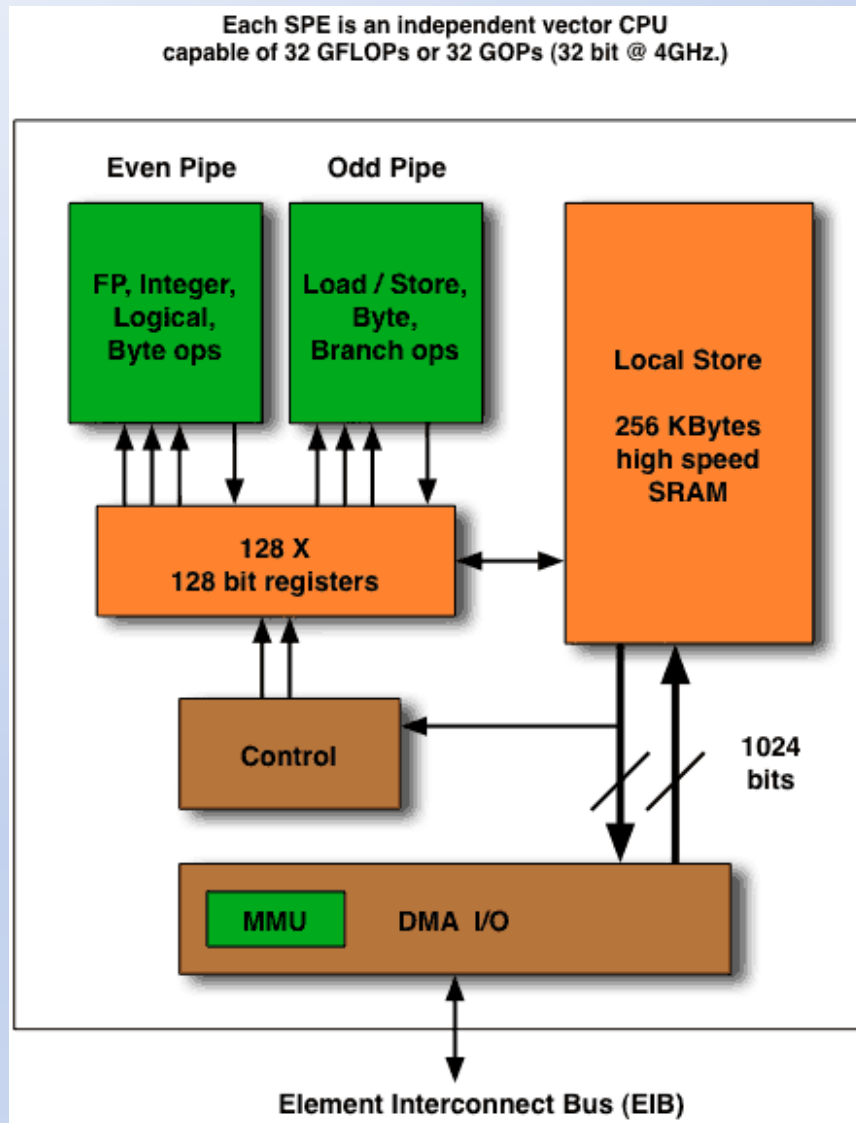 Each SPE is an independent vector CPU
capable of 32 GFLOPs or 32 GOPs (32 bit @ 4GHz.)
Even Pipe
Odd Pipe
FP, Integer,
Logical,
Byte ops
Load / Store,
Byte,
Branch ops
Local Store
256 KBytes
high speed
SRAM
128 X
128 bit registers
Control
1024
bits
MMU
DMA I/O
Element Interconnect Bus (EIB)